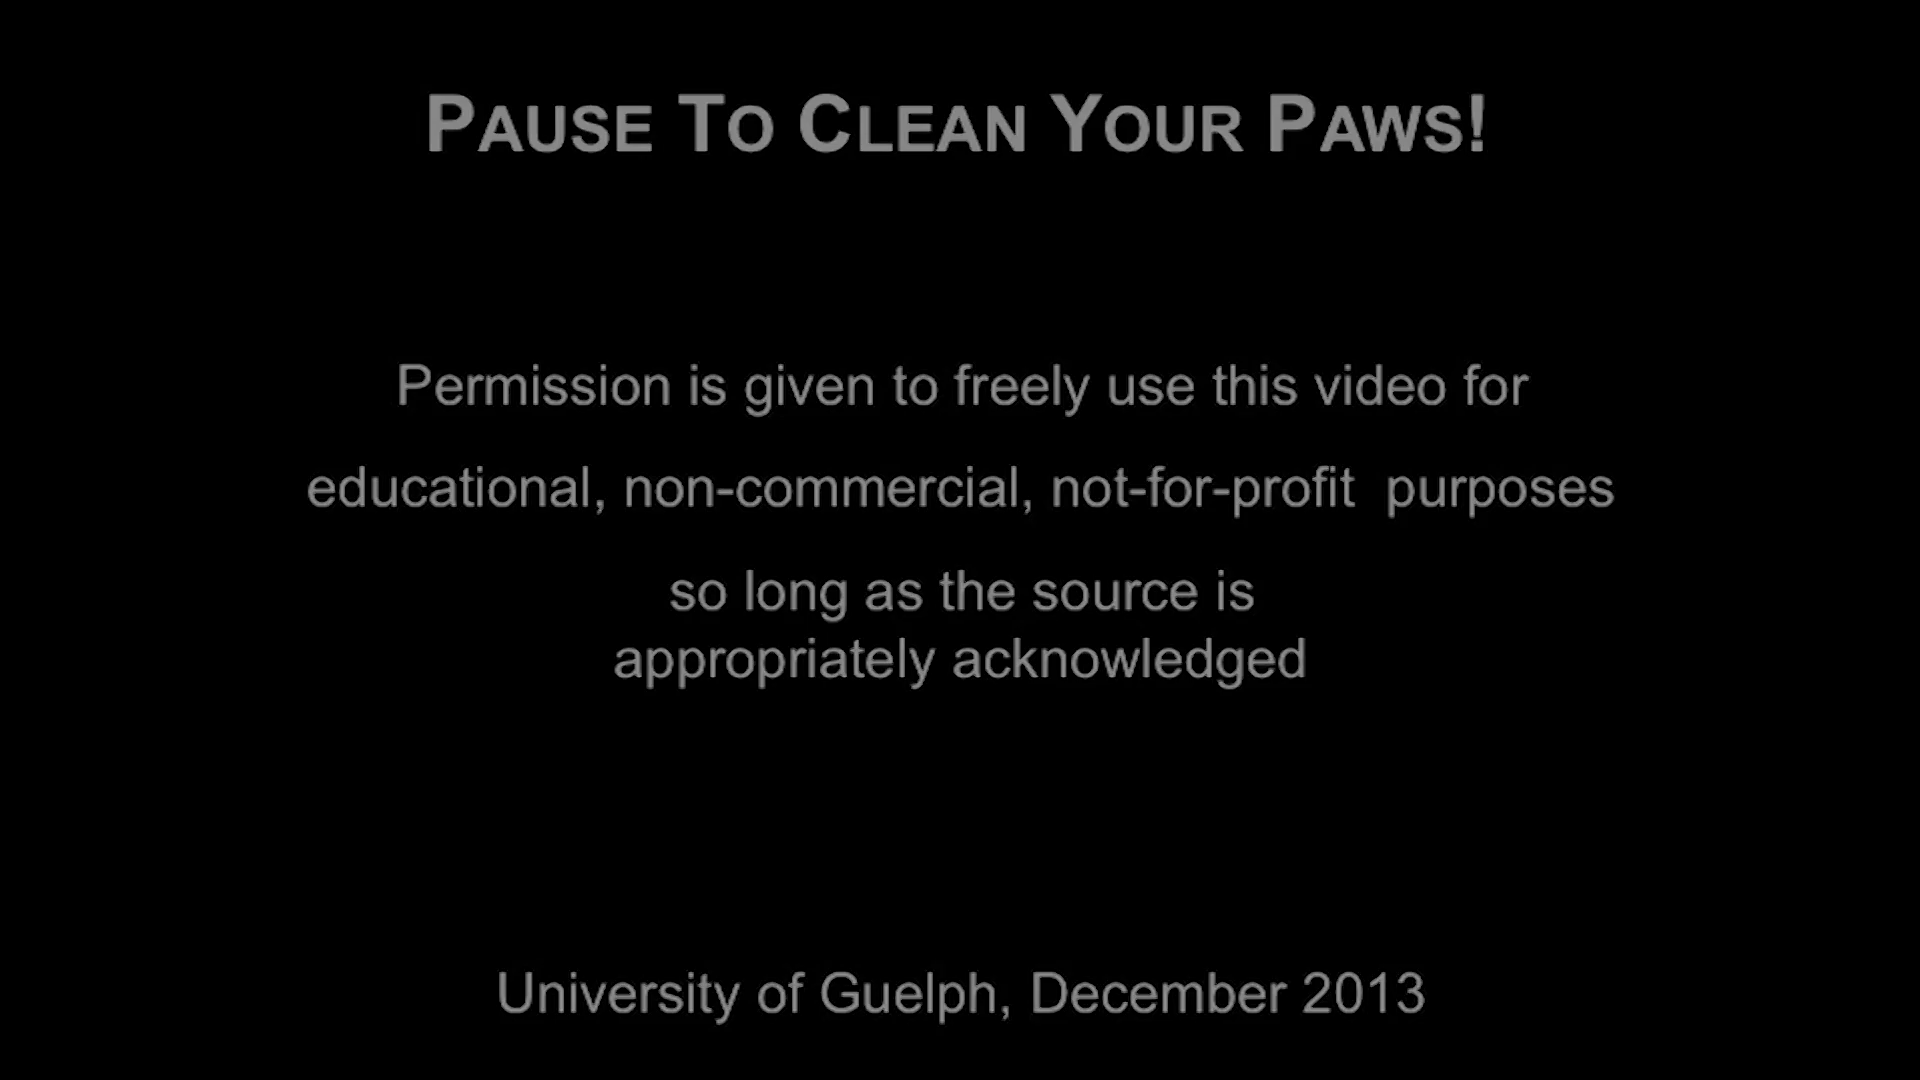 PAUSE TO CLEAN YOUR PAWS!
Permission is given to freely use this video for
educational, non-commercial, not-for-profit  purposes
so long as the source is
appropriately acknowledged
University of Guelph, December 2013